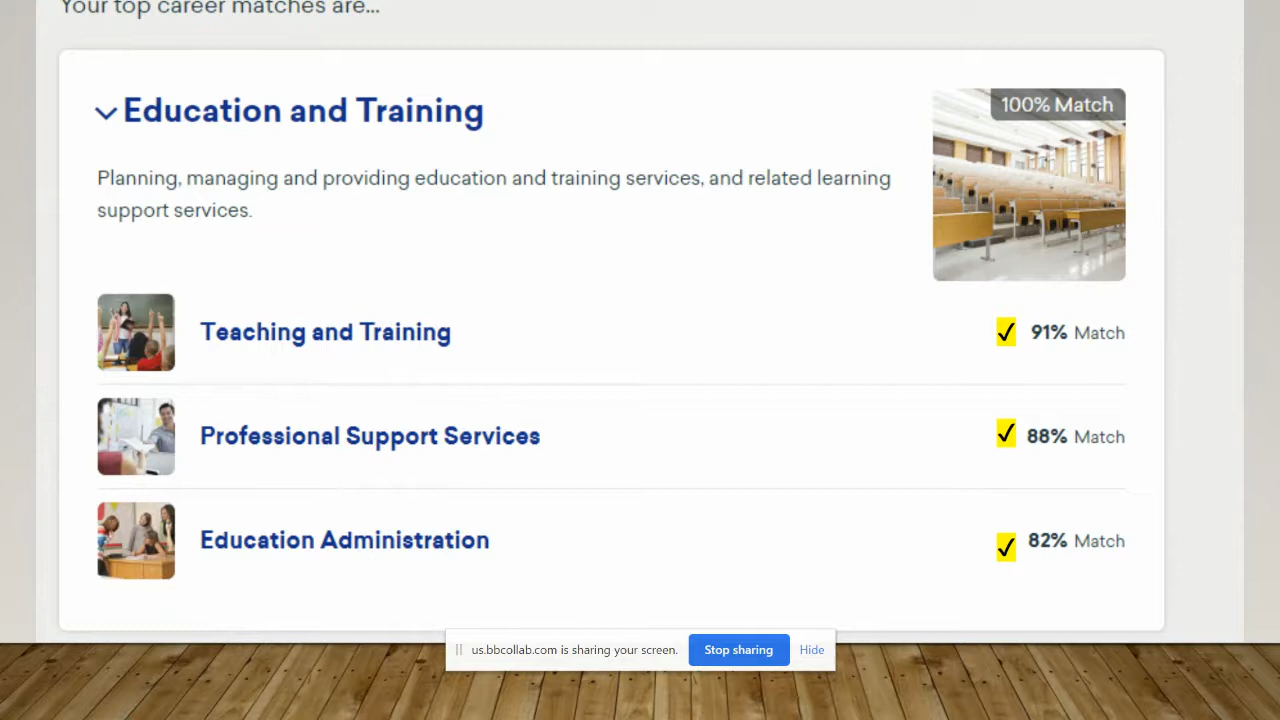 Your top career matches are...
Education and Training
100% Match
Planning, managing and providing education and training services, and related learning
support services.
Teaching and Training
✓ 91% Match
Professional Support Services
✓ 88% Match
Education Administration
✓ 82% Match
us.bbcollab.com is sharing your screen. Stop sharing Hide